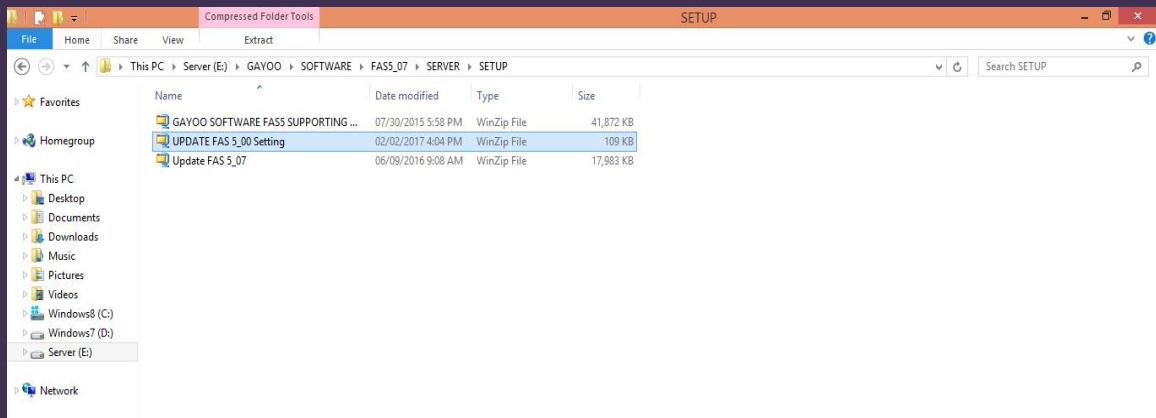 Compressed Folder Tools
SETUP
File Home Share View Extract
This PC Server (E:) GAYOO SOFTWARE FAS5_07 SERVER SETUP
Search SETUP
Favorites
Homegroup
This PC
Desktop
Documents
Downloads
Music
Pictures
Videos
Windows8 (C:)
Windows7 (D:)
Server (E:)
Network
Name Date modified Type Size
GAYOO SOFTWARE FAS5 SUPPORTING ... 07/30/2015 5:58 PM WinZip File 41,872 KB
UPDATE FAS 5_00 Setting 02/02/2017 4:04 PM WinZip File 109 KB
Update FAS 5_07 06/09/2016 9:08 AM WinZip File 17,983 KB